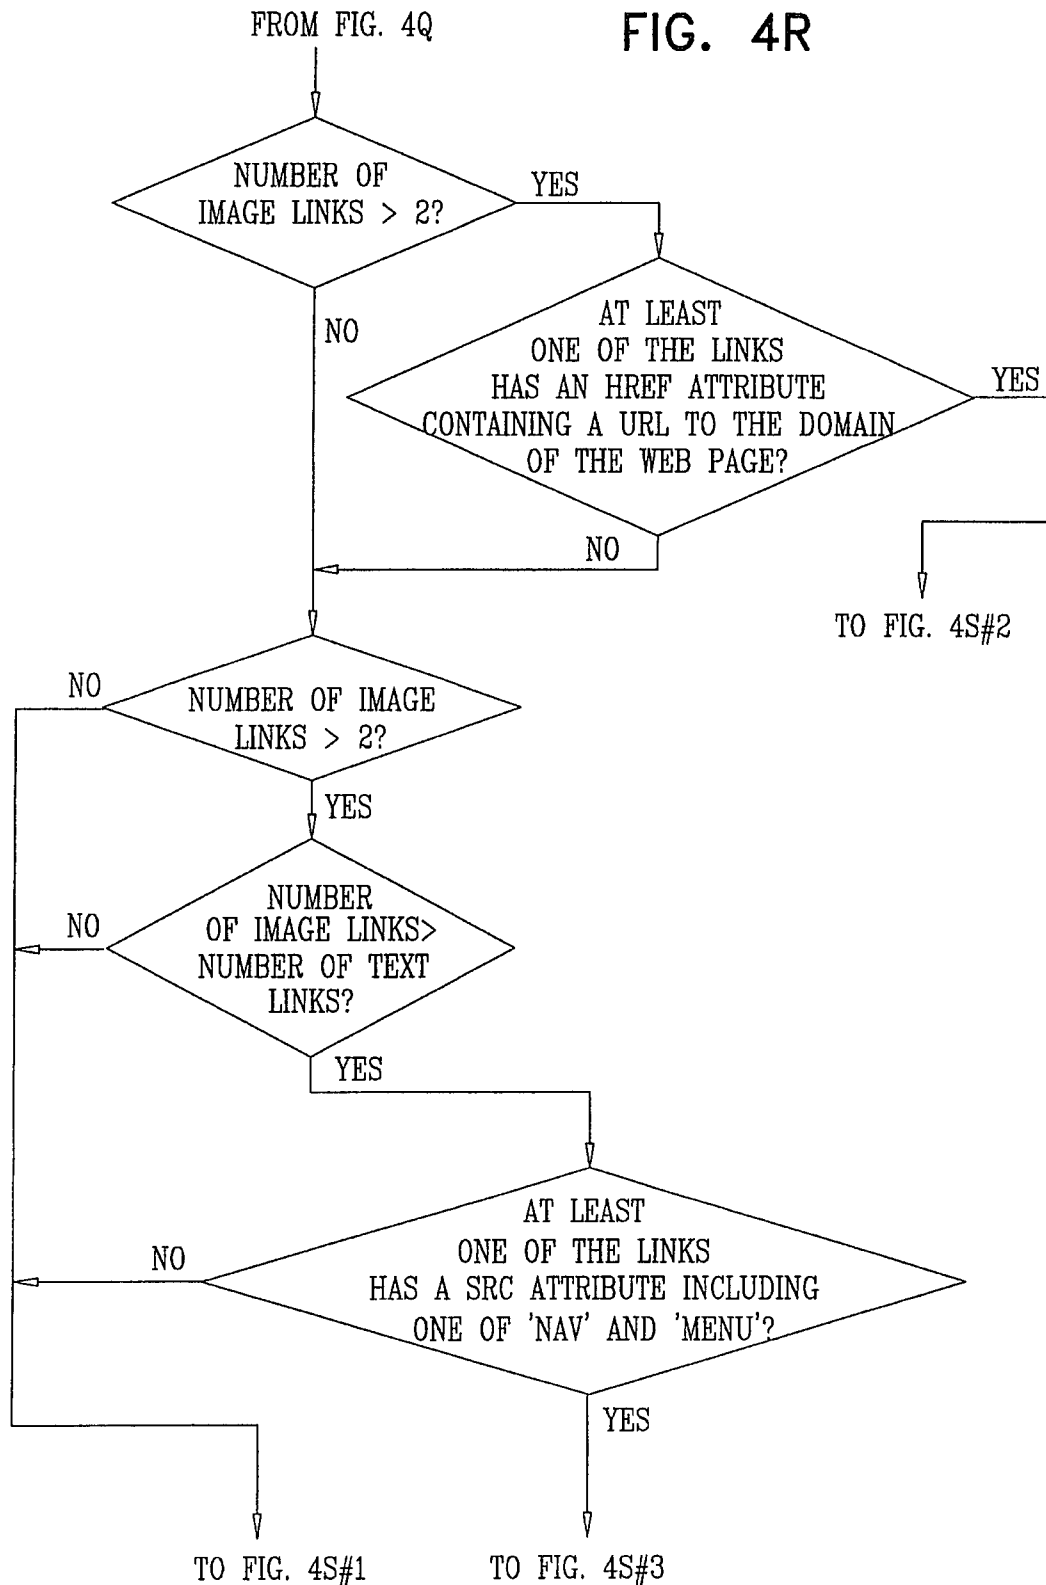 FROM FIG. 4Q
FIG. 4R
NUMBER OF
IMAGE LINKS > 2?
YES
NO
AT LEAST
ONE OF THE LINKS
HAS AN HREF ATTRIBUTE
CONTAINING A URL TO THE DOMAIN
OF THE WEB PAGE?
YES
NO
TO FIG. 4S#2
NO
NUMBER OF IMAGE
LINKS > 2?
YES
NO
NUMBER
OF IMAGE LINKS>
NUMBER OF TEXT
LINKS?
YES
NO
AT LEAST
ONE OF THE LINKS
HAS A SRC ATTRIBUTE INCLUDING
ONE OF 'NAV' AND 'MENU'?
YES
TO FIG. 4S#1
TO FIG. 4S#3